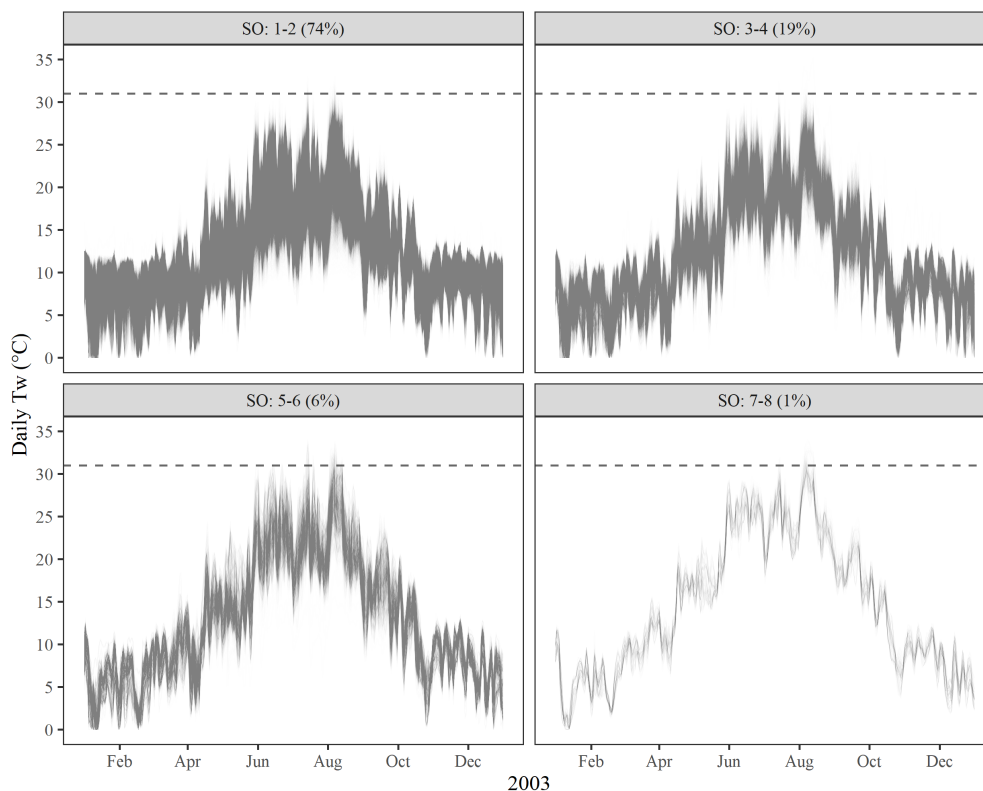 SO: 1-2 (74%)
SO: 3-4 (19%)
35
30
25
20
15
10
5
0
Daily Tw (°C)
SO: 5-6 (6%)
SO: 7-8 (1%)
35
30
25
20
15
10
5
0
Feb Apr Jun Aug Oct Dec
Feb Apr Jun Aug Oct Dec
2003